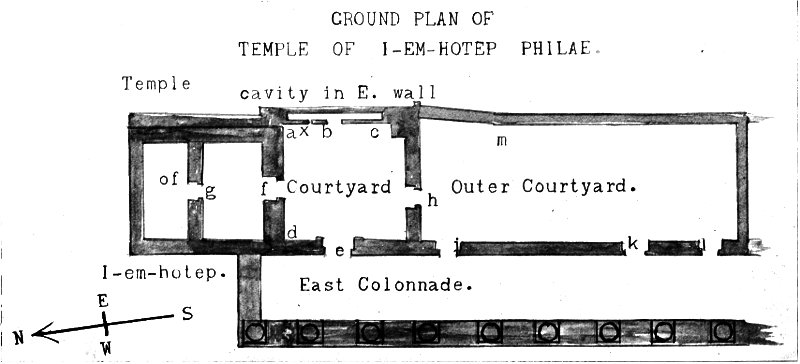 GROUND PLAN OF
TEMPLE OF I-EM-HOTEP PHILAE.
Temple
cavity in E. wall
a x b c
m
of g f Courtyard h Outer Courtyard.
d
e j k l
I-em-hotep.
East Colonnade.
E
N S
W